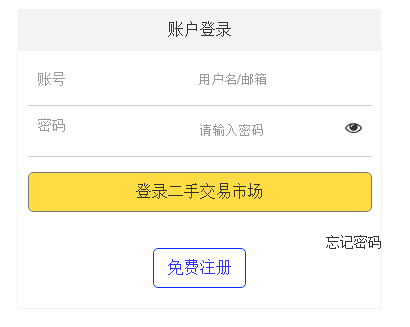 账户登录
账号 用户名/邮箱
密码 请输入密码
登录二手交易市场
忘记密码
免费注册